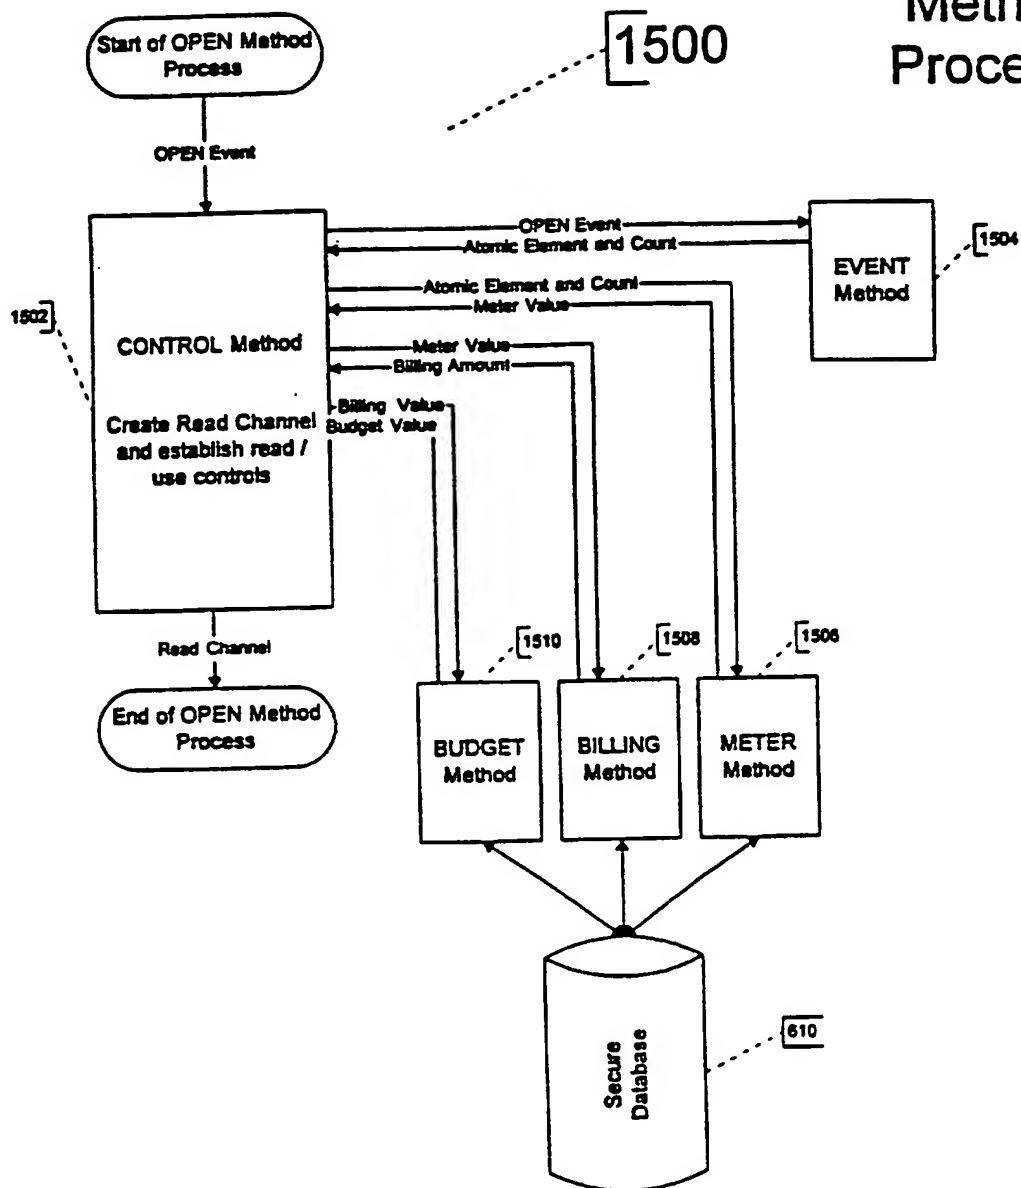 Start of OPEN Method
Process
1500
OPEN Event
OPEN Event
Atomic Element and Count
EVENT
Method
1504
Atomic Element and Count
Meter Value
1502
CONTROL Method
Create Read Channel
and establish read /
use controls
Meter Value
Billing Amount
Billing Value
Budget Value
Read Channel
End of OPEN Method
Process
1510
1508
1506
BUDGET
Method
BILLING
Method
METER
Method
Secure
Database
610